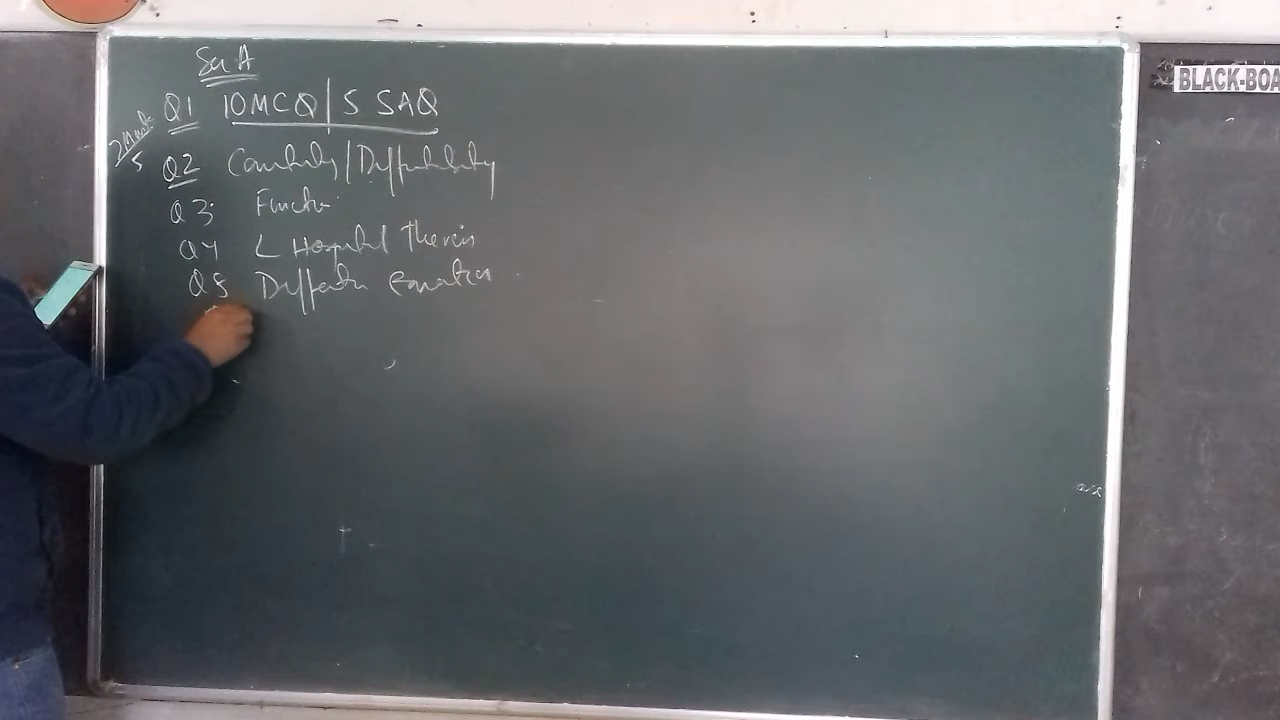 Sec A
Q1 10MCQ | 5 SAQ
2 Marks
5
Q2 Continuity/Differentiability
Q3. Function
Q4 L Hospital Theorem
Q5 Differential Equation
BLACK-BOA